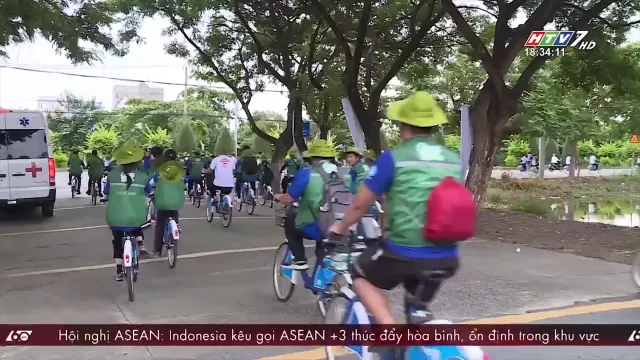 HTV7 HD
18:34:11
60 Hội nghị ASEAN: Indonesia kêu gọi ASEAN +3 thúc đẩy hòa bình, ổn định trong khu vực